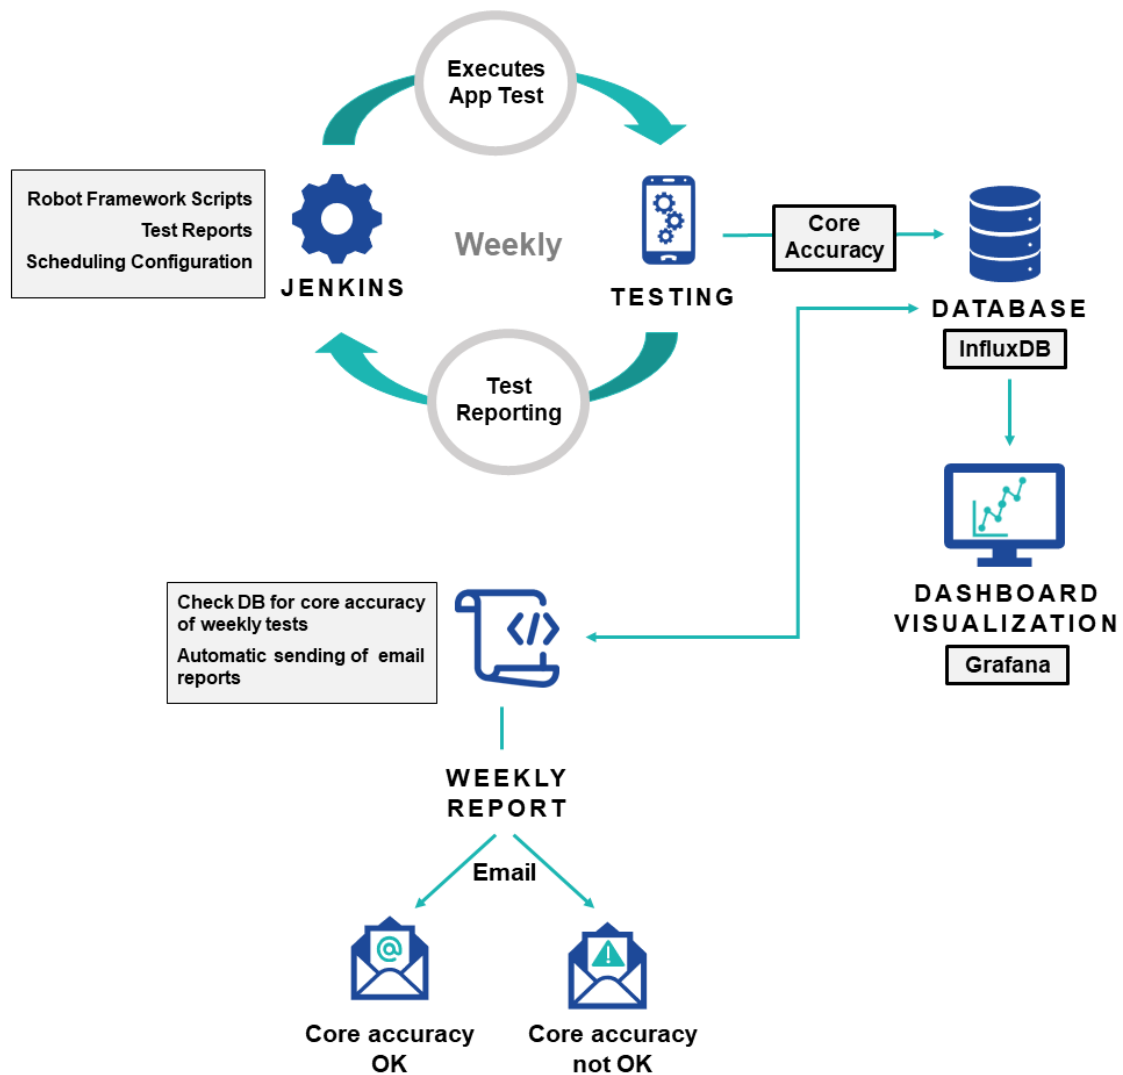 Executes
App Test
Robot Framework Scripts
Test Reports
Scheduling Configuration
JENKINS
Weekly
TESTING
Core
Accuracy
DATABASE
InfluxDB
Test
Reporting
DASHBOARD
VISUALIZATION
Grafana
Check DB for core accuracy
of weekly tests
Automatic sending of email
reports
</>
WEEKLY
REPORT
Email
@
!
Core accuracy
OK
Core accuracy
not OK